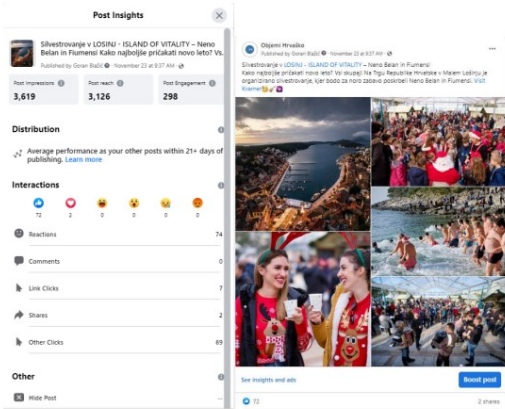 Post Insights
Silvestrovanje v LOSINJ - ISLAND OF VITALITY – Neno
Belan in Fiumensi Kako najboljše pričakati novo leto? Vs..
Published by Goran Blažič · November 23 at 9:37 AM ·
Post Impressions
3,619
Post reach
3,126
Post Engagement
298
Distribution
Average performance as your other posts within 21+ days of
publishing. Learn more
Interactions
72
2
0
0
0
0
Reactions
74
Comments
0
Link Clicks
7
Shares
2
Other Clicks
69
Other
Hide Post
--
Objemi Hrvaško
Published by Goran Blažič · November 23 at 9:37 AM ·
Silvestrovanje v LOSINJ - ISLAND OF VITALITY – Neno Belan in Fiumensi
Kako najboljše pričakati novo leto? Vsi skupaj! Na Trgu Republike Hrvatske v Malem Lošinju je
organizirano silvestrovanje, kjer bodo za noro zabavo poskrbeli Neno Belan in Fiumensi. Visit
Kvarner
See insights and ads
Boost post
72
2 shares